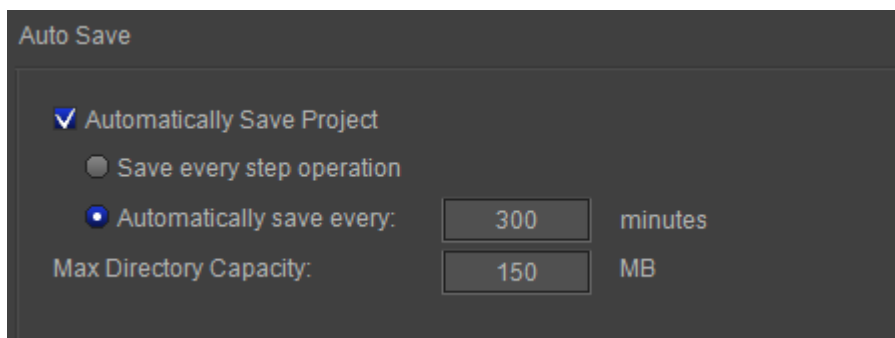 Auto Save
Automatically Save Project
Save every step operation
Automatically save every: 300 minutes
Max Directory Capacity: 150 MB